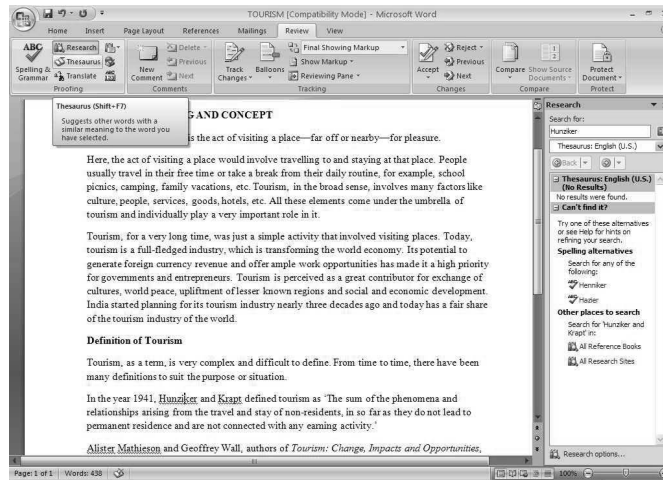 TOURISM [Compatibility Mode] - Microsoft Word
Home Insert Page Layout References Mailings Review View
ABC Research Delete Final Showing Markup Reject
Thesaurus Previous Show Markup Previous
Spelling & Grammar Translate New Comment Next Track Changes Balloons Reviewing Pane Accept Next Compare Show Source Documents Protect Document
Proofing Comments Tracking Changes Compare Protect
Thesaurus (Shift+F7)
Suggests other words with a
similar meaning to the word you
have selected.
G AND CONCEPT
is the act of visiting a place—far off or nearby—for pleasure.
Here, the act of visiting a place would involve travelling to and staying at that place. People
usually travel in their free time or take a break from their daily routine, for example, school
picnics, camping, family vacations, etc. Tourism, in the broad sense, involves many factors like
culture, people, services, goods, hotels, etc. All these elements come under the umbrella of
tourism and individually play a very important role in it.
Tourism, for a very long time, was just a simple activity that involved visiting places. Today,
tourism is a full-fledged industry, which is transforming the world economy. Its potential to
generate foreign currency revenue and offer ample work opportunities has made it a high priority
for governments and entrepreneurs. Tourism is perceived as a great contributor for exchange of
cultures, world peace, upliftment of lesser known regions and social and economic development.
India started planning for its tourism industry nearly three decades ago and today has a fair share
of the tourism industry of the world.
Definition of Tourism
Tourism, as a term, is very complex and difficult to define. From time to time, there have been
many definitions to suit the purpose or situation.
In the year 1941, Hunziker and Krapt defined tourism as 'The sum of the phenomena and
relationships arising from the travel and stay of non-residents, in so far as they do not lead to
permanent residence and are not connected with any earning activity.'
Alister Mathieson and Geoffrey Wall, authors of Tourism: Change, Impacts and Opportunities,
Research
Search for:
Hunziker
Thesaurus: English (U.S.)
Back
Thesaurus: English (U.S.)
(No Results)
No results were found.
Can't find it?
Try one of these alternatives
or see Help for hints on
refining your search.
Spelling alternatives
Search for any of the
following:
Henniker
Hazier
Other places to search
Search for 'Hunziker and
Krapt' in:
All Reference Books
All Research Sites
Research options...
Page: 1 of 1 Words: 438 100%